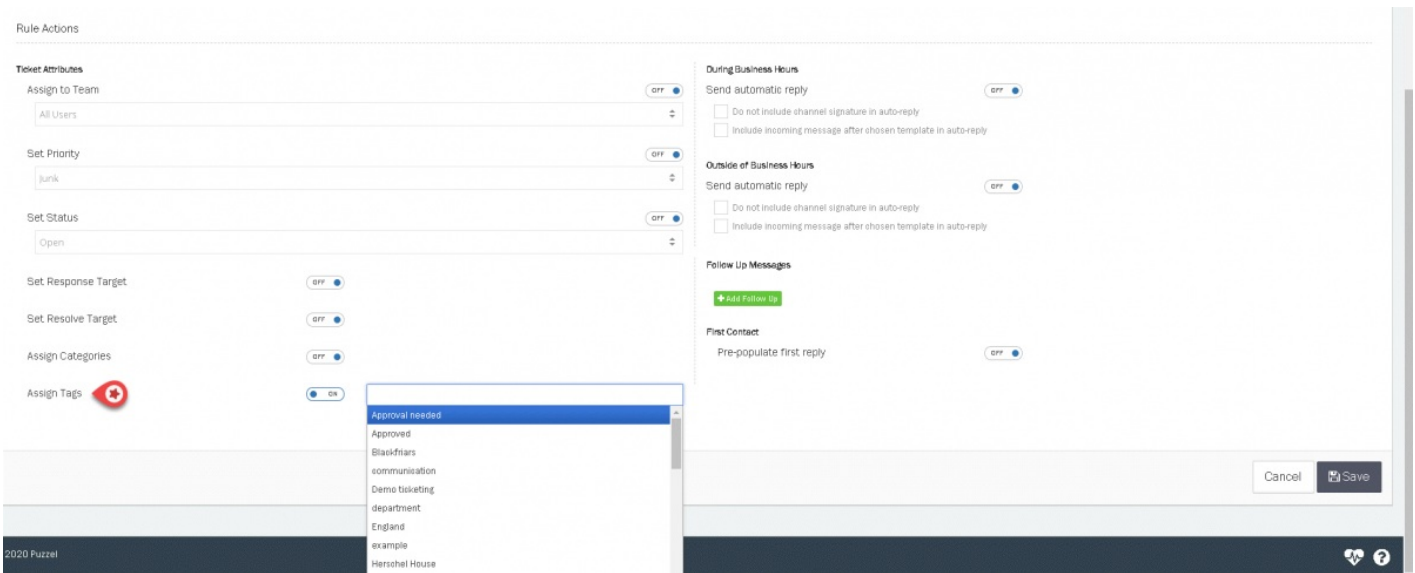 Rule Actions
Ticket Attributes
Assign to Team
OFF
All Users
Set Priority
OFF
Junk
Set Status
OFF
Open
Set Response Target
OFF
Set Resolve Target
OFF
Assign Categories
OFF
Assign Tags
ON
Approval needed
Approved
Blackfriars
communication
Demo ticketing
department
England
example
Herschel House
During Business Hours
Send automatic reply
OFF
Do not include channel signature in auto-reply
Include incoming message after chosen template in auto-reply
Outside of Business Hours
Send automatic reply
OFF
Do not include channel signature in auto-reply
Include incoming message after chosen template in auto-reply
Follow Up Messages
+ Add Follow Up
First Contact
Pre-populate first reply
OFF
Cancel
Save
2020 Puzzel